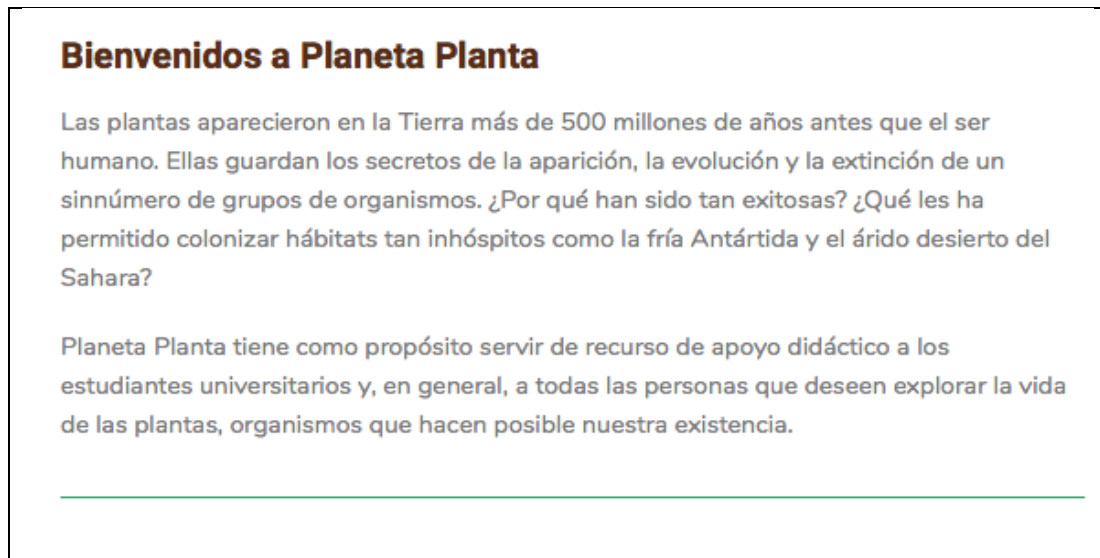 Bienvenidos a Planeta Planta
Las plantas aparecieron en la Tierra más de 500 millones de años antes que el ser
humano. Ellas guardan los secretos de la aparición, la evolución y la extinción de un
sinnúmero de grupos de organismos. ¿Por qué han sido tan exitosas? ¿Qué les ha
permitido colonizar hábitats tan inhóspitos como la fría Antártida y el árido desierto del
Sahara?
Planeta Planta tiene como propósito servir de recurso de apoyo didáctico a los
estudiantes universitarios y, en general, a todas las personas que deseen explorar la vida
de las plantas, organismos que hacen posible nuestra existencia.